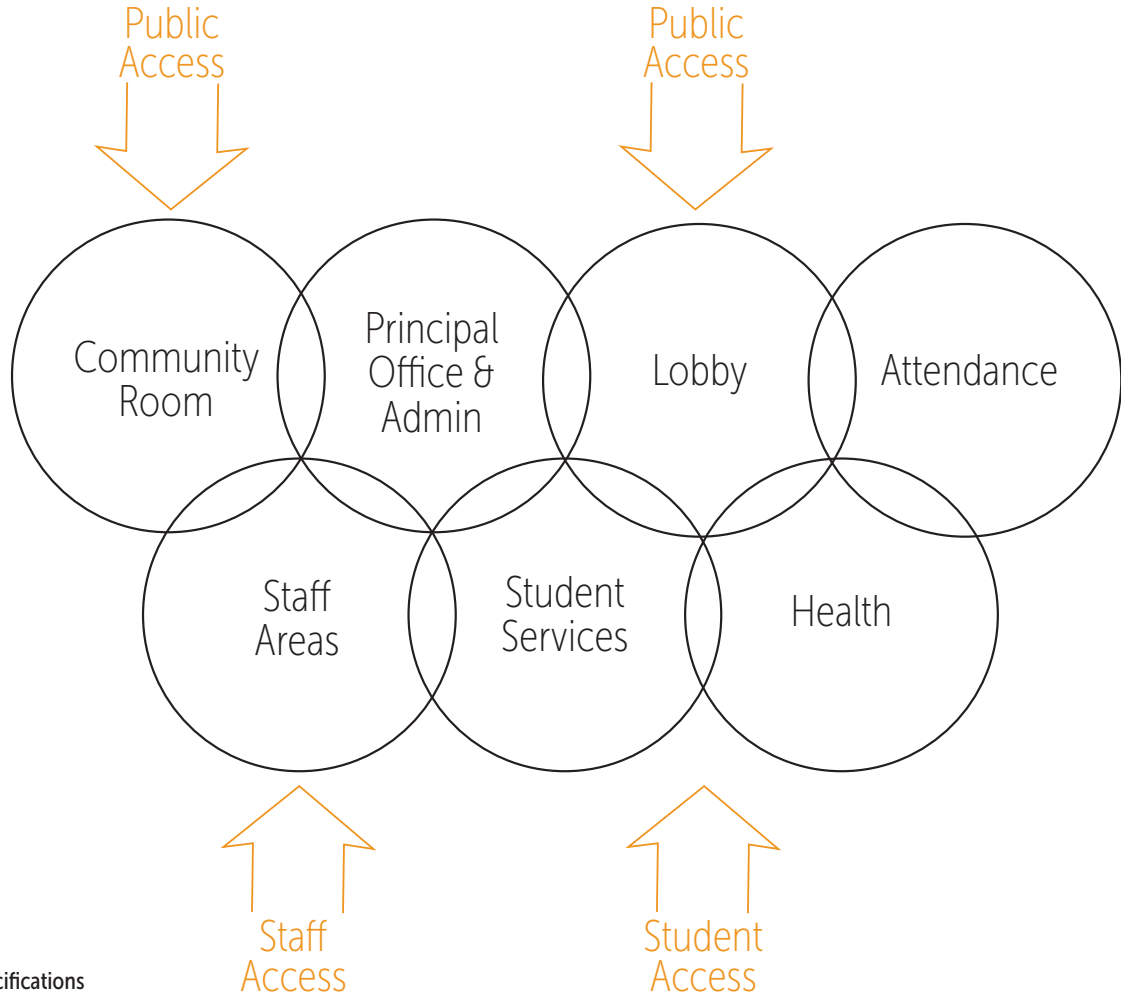 Public
Access
Public
Access
Community
Room
Principal
Office &
Admin
Lobby
Attendance
Staff
Areas
Student
Services
Health
Staff
Access
Student
Access
cifications